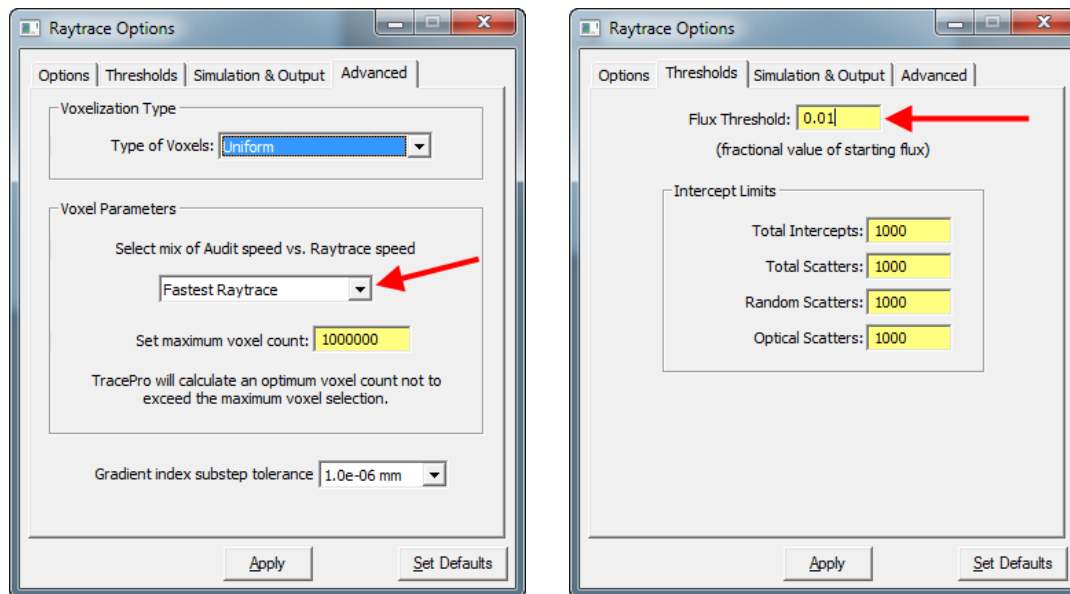 Raytrace Options
Options Thresholds Simulation & Output Advanced
Voxelization Type
Type of Voxels: Uniform
Voxel Parameters
Select mix of Audit speed vs. Raytrace speed
Fastest Raytrace
Set maximum voxel count: 1000000
TracePro will calculate an optimum voxel count not to
exceed the maximum voxel selection.
Gradient index substep tolerance 1.0e-06 mm
Apply Set Defaults
Raytrace Options
Options Thresholds Simulation & Output Advanced
Flux Threshold: 0.01
(fractional value of starting flux)
Intercept Limits
Total Intercepts: 1000
Total Scatters: 1000
Random Scatters: 1000
Optical Scatters: 1000
Apply Set Defaults